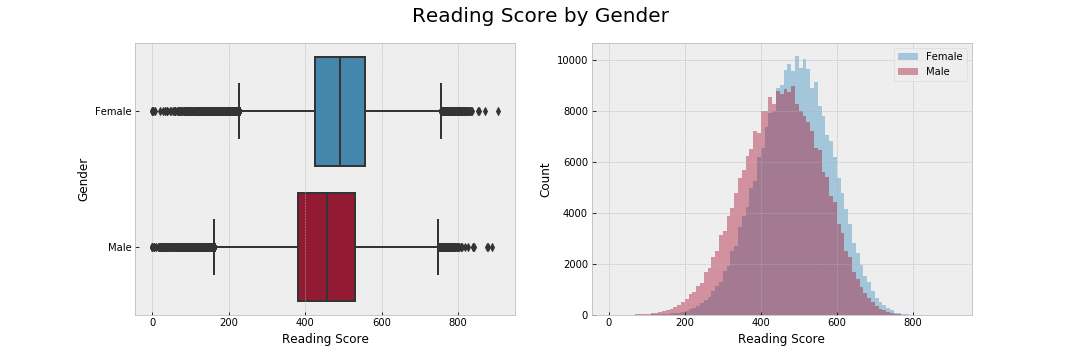 Reading Score by Gender
Gender
Female
Male
0 200 400 600 800
Reading Score
Count
10000
8000
6000
4000
2000
0
0 200 400 600 800
Reading Score
Female
Male